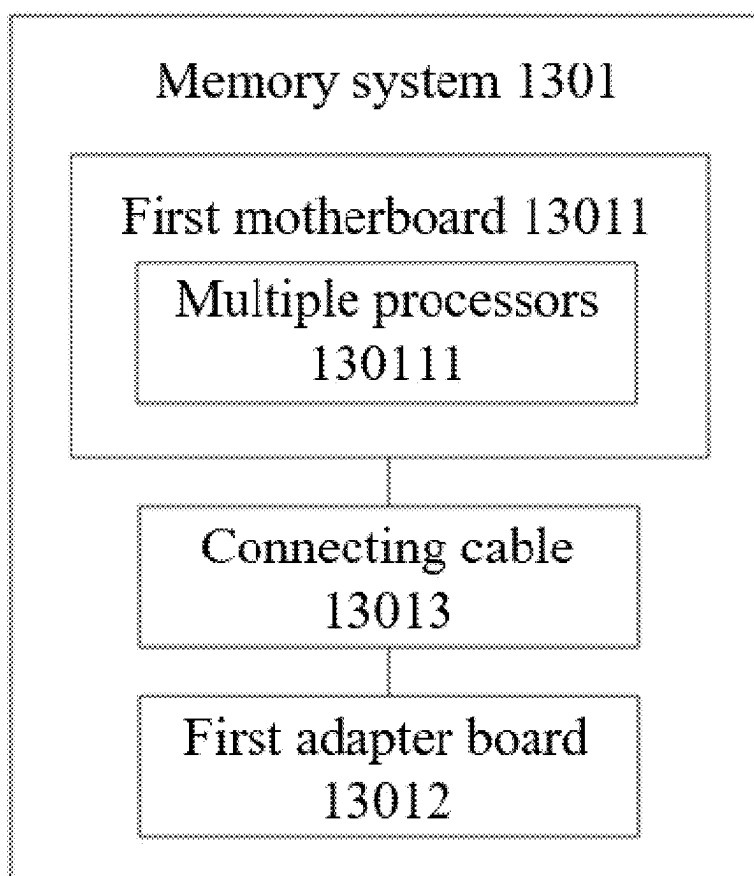 Memory system 1301
First motherboard 13011
Multiple processors
130111
Connecting cable
13013
First adapter board
13012